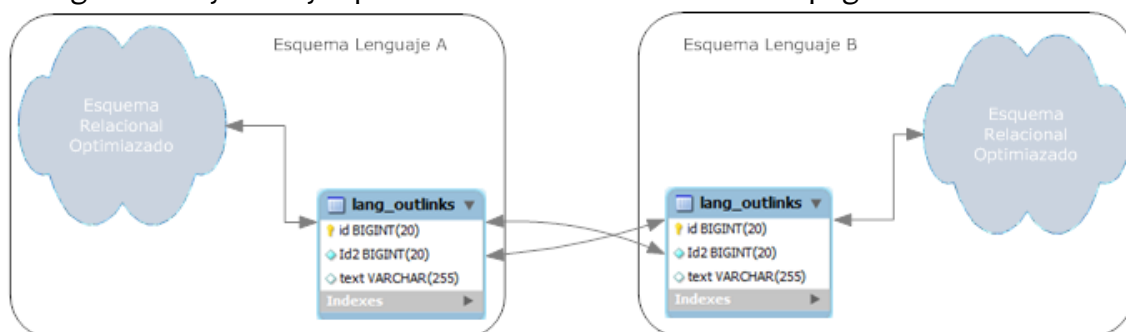 Esquema Lenguaje A
Esquema
Relacional
Optimiazado
lang_outlinks
id BIGINT(20)
Id2 BIGINT(20)
text VARCHAR(255)
Indexes
Esquema Lenguaje B
Esquema
Relacional
Optimiazado
lang_outlinks
id BIGINT(20)
Id2 BIGINT(20)
text VARCHAR(255)
Indexes